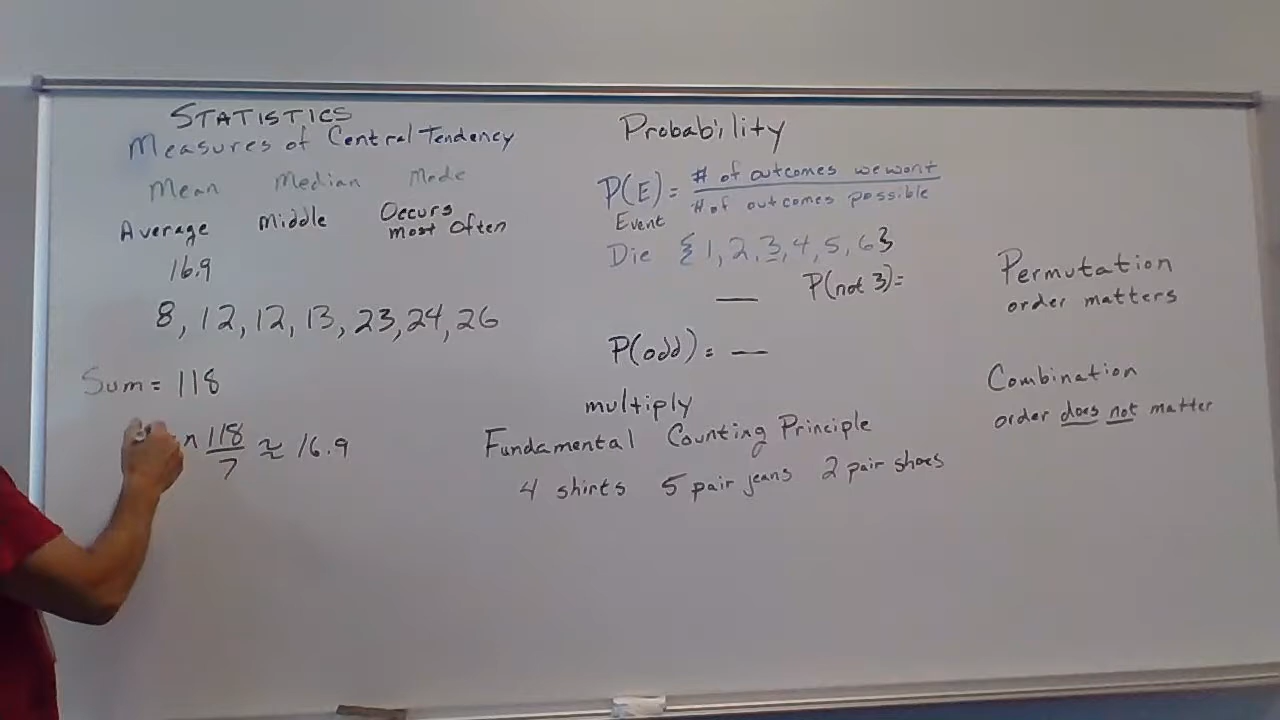 STATISTICS
Measures of Central Tendency
Mean Median Mode
Average Middle Occurs most Often
16.9
8, 12, 12, 13, 23, 24, 26
Sum = 118
118/7 ≈ 16.9
Probability
P(E) = # of outcomes we want / # of outcomes possible
Event
Die {1, 2, 3, 4, 5, 6}
P(not 3) =
P(odd) =
multiply
Fundamental Counting Principle
4 shirts 5 pair jeans 2 pair shoes
Permutation
order matters
Combination
order does not matter